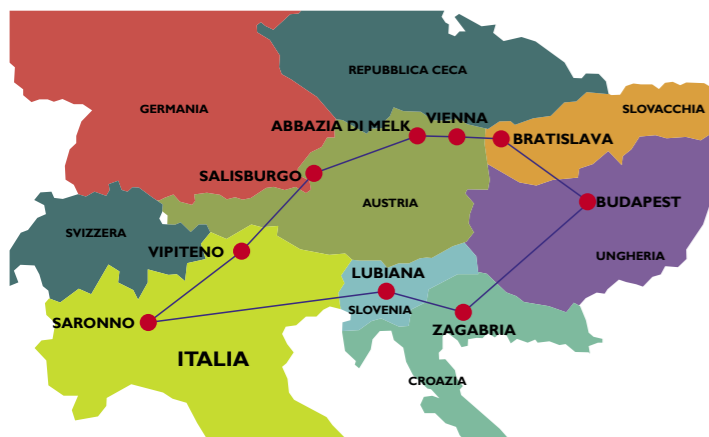 REPUBBLICA CECA
GERMANIA
SLOVACCHIA
VIENNA
ABBAZIA DI MELK
BRATISLAVA
SALISBURGO
AUSTRIA
BUDAPEST
SVIZZERA
VIPITENO
UNGHERIA
LUBIANA
SLOVENIA
SARONNO
ZAGABRIA
ITALIA
CROAZIA